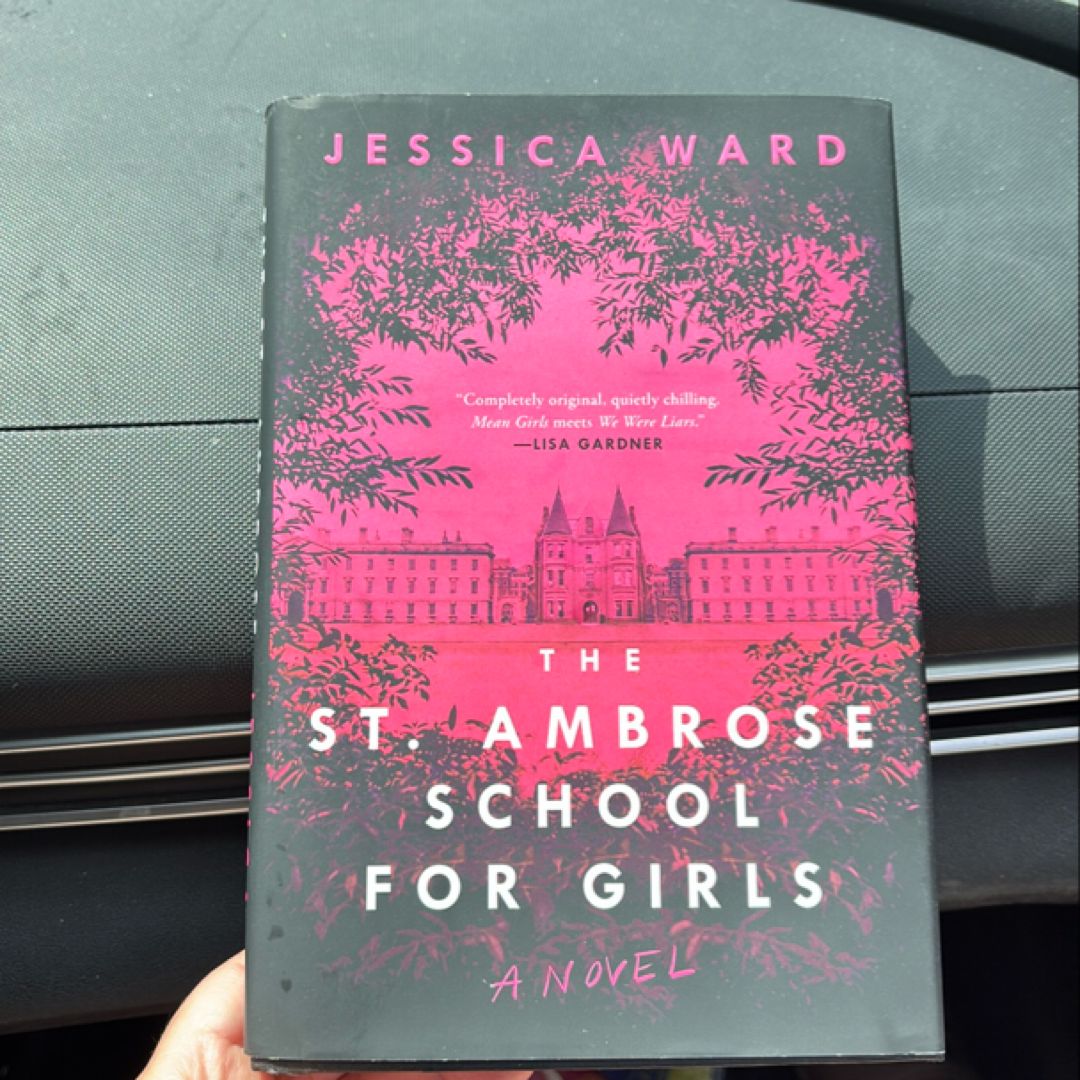 JESSICA WARD
“Completely original, quietly chilling.
Mean Girls meets We Were Liars.”
—LISA GARDNER
THE
ST. AMBROSE
SCHOOL
FOR GIRLS
A NOVEL